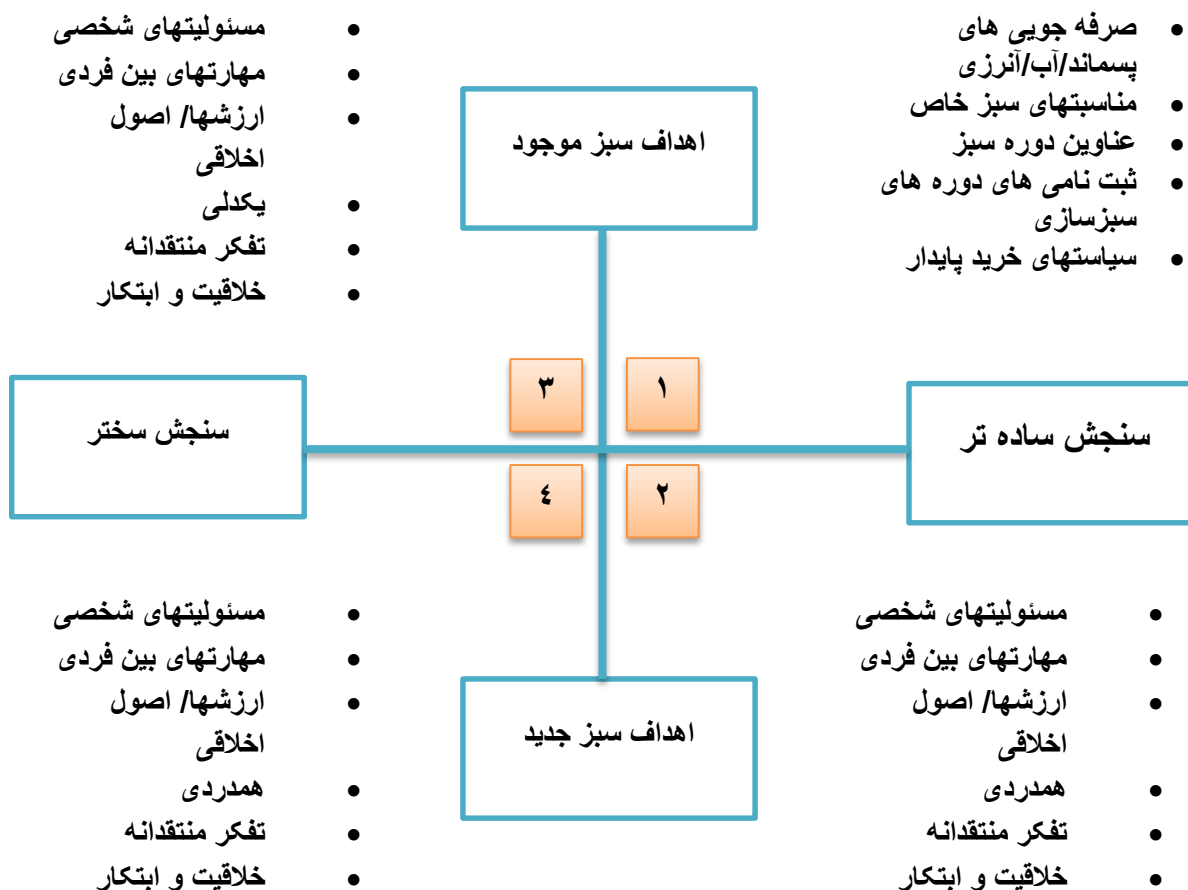 صرفه جویی های
پسماند/آب/آنرزی
مناسبتهای سبز خاص
عناوین دوره سبز
ثبت نامی های دوره های
سبزسازی
سیاستهای خرید پایدار
اهداف سبز موجود
مسئولیتهای شخصی
مهارتهای بین فردی
ارزشها/ اصول
اخلاقی
یکدلی
تفکر منتقدانه
خلاقیت و ابتکار
۱
۳
سنجش ساده تر
سنجش سختر
۲
٤
مسئولیتهای شخصی
مهارتهای بین فردی
ارزشها/ اصول
اخلاقی
همدردی
تفکر منتقدانه
خلاقیت و ابتکار
اهداف سبز جدید
مسئولیتهای شخصی
مهارتهای بین فردی
ارزشها/ اصول
اخلاقی
همدردی
تفکر منتقدانه
خلاقیت و ابتکار